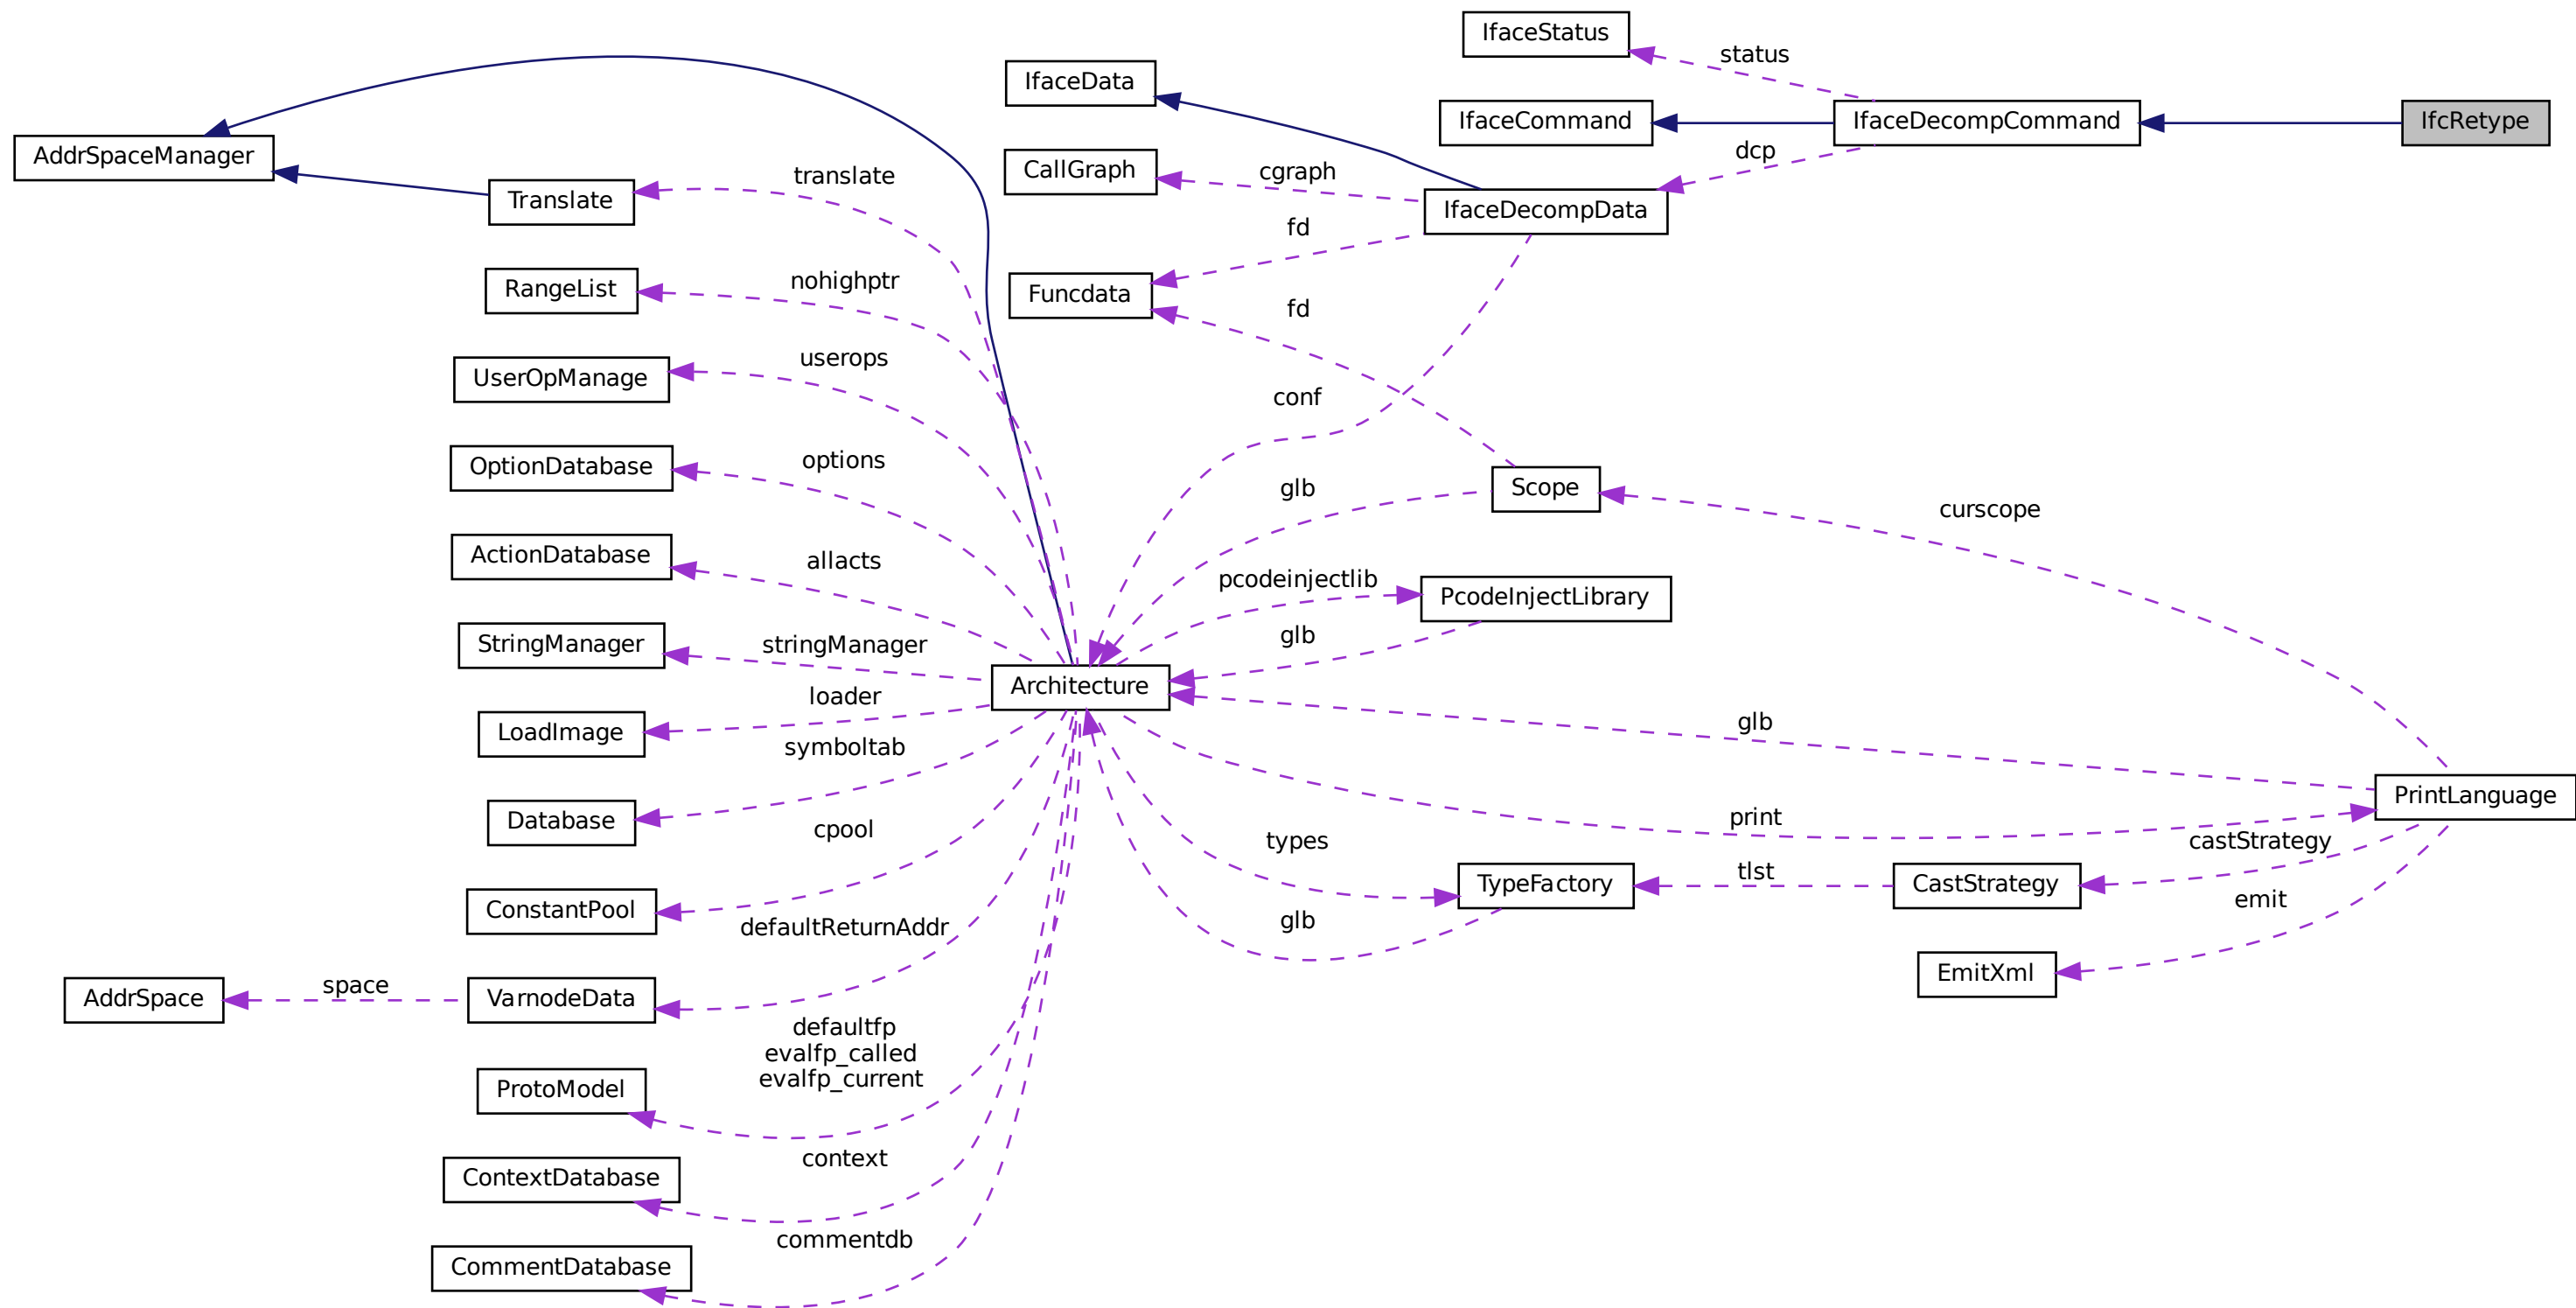 IfaceStatus
status
IfaceData
IfaceCommand
IfaceDecompCommand
IfcRetype
AddrSpaceManager
dcp
CallGraph
cgraph
translate
Translate
IfaceDecompData
fd
nohighptr
RangeList
Funcdata
fd
userops
UserOpManage
conf
options
OptionDatabase
glb
Scope
curscope
allacts
ActionDatabase
pcodeinjectlib
PcodeInjectLibrary
stringManager
StringManager
glb
Architecture
loader
LoadImage
glb
symboltab
Database
PrintLanguage
print
cpool
types
castStrategy
tlst
TypeFactory
CastStrategy
ConstantPool
emit
defaultReturnAddr
glb
EmitXml
AddrSpace
space
VarnodeData
defaultfp
evalfp_called
evalfp_current
ProtoModel
context
ContextDatabase
commentdb
CommentDatabase